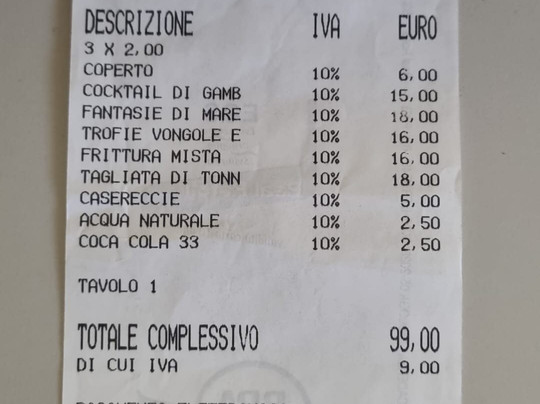 DESCRIZIONE IVA EURO
3 X 2,00
COPERTO 10% 6,00
COCKTAIL DI GAMB 10% 15,00
FANTASIE DI MARE 10% 18,00
TROFIE VONGOLE E 10% 16,00
FRITTURA MISTA 10% 16,00
TAGLIATA DI TONN 10% 18,00
CASERECCIE 10% 5,00
ACQUA NATURALE 10% 2,50
COCA COLA 33 10% 2,50
TAVOLO 1
TOTALE COMPLESSIVO 99,00
DI CUI IVA 9,00